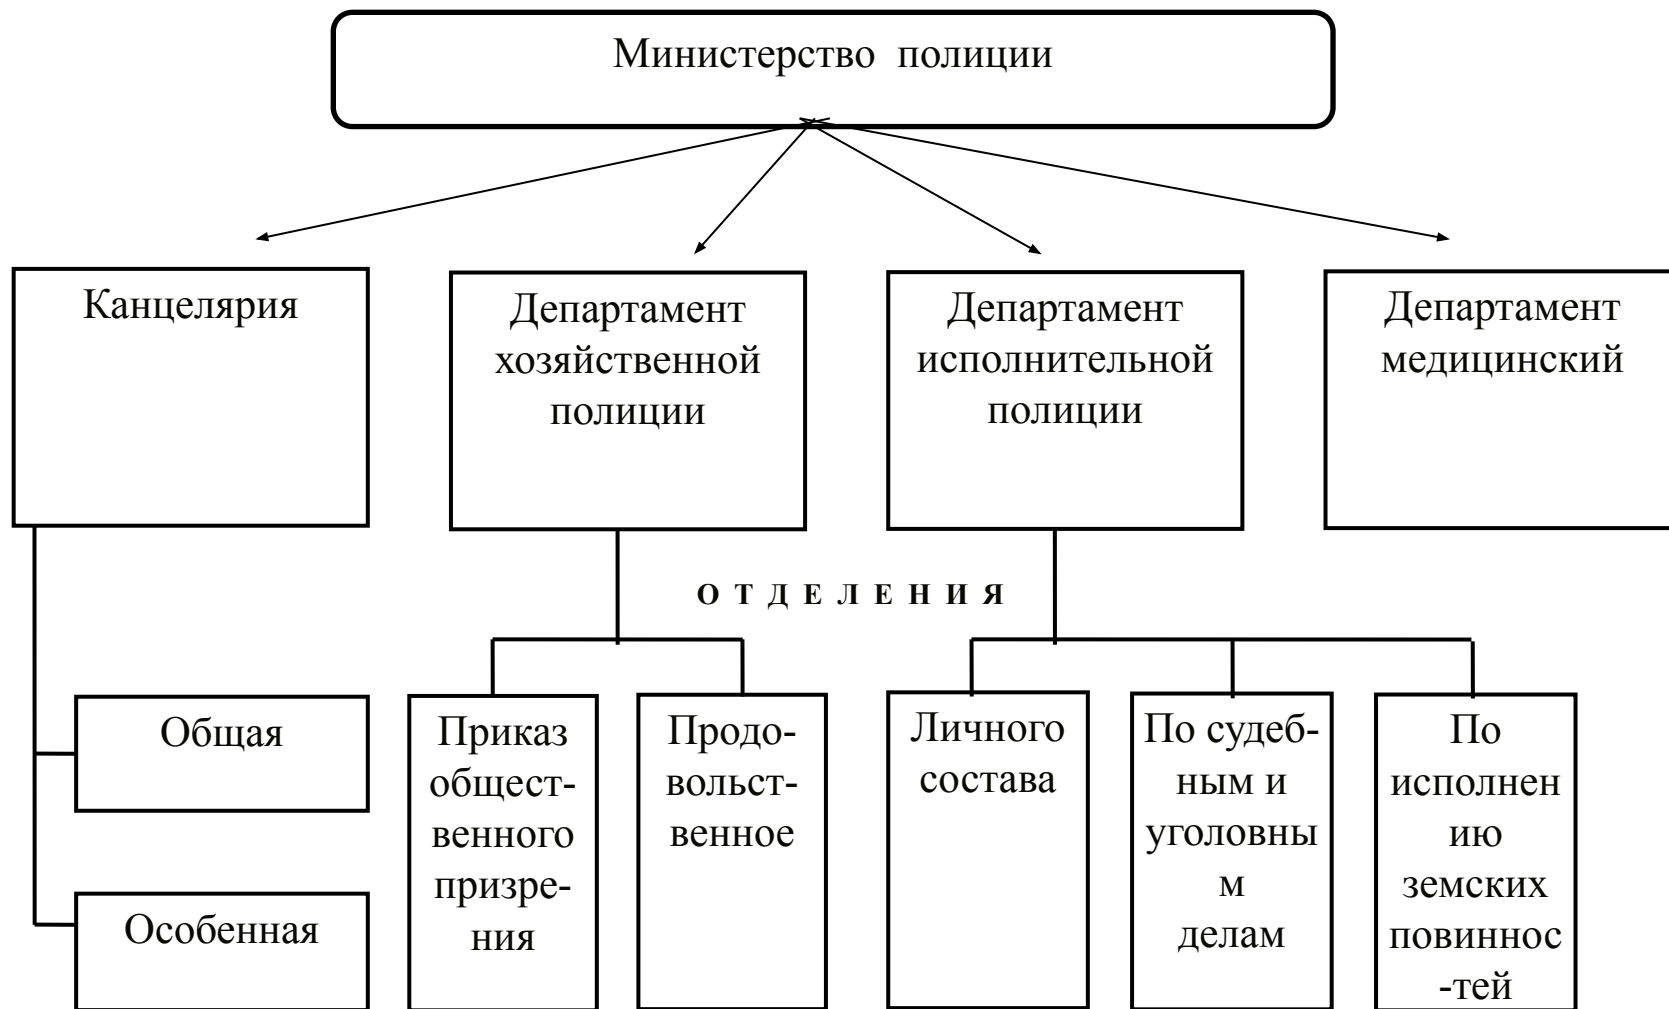 Министерство полиции
Канцелярия
Департамент
хозяйственной
полиции
Департамент
исполнительной
полиции
Департамент
медицинский
О Т Д Е Л Е Н И Я
Общая
Особенная
Приказ
общест-
венного
призре-
ния
Продо-
вольст-
венное
Личного
состава
По судеб-
ным и
уголовны
м
делам
По
исполнен
ию
земских
повиннос
-тей